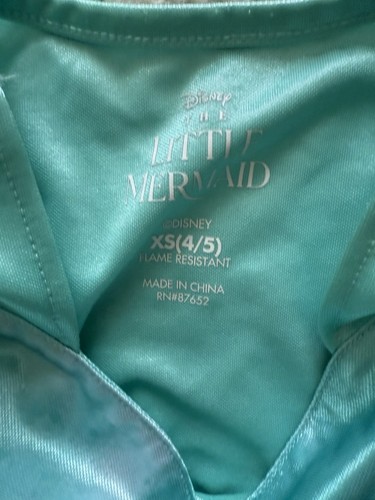 Disney
THE
LITTLE
MERMAID
©DISNEY
XS(4/5)
FLAME RESISTANT
MADE IN CHINA
RN#87652